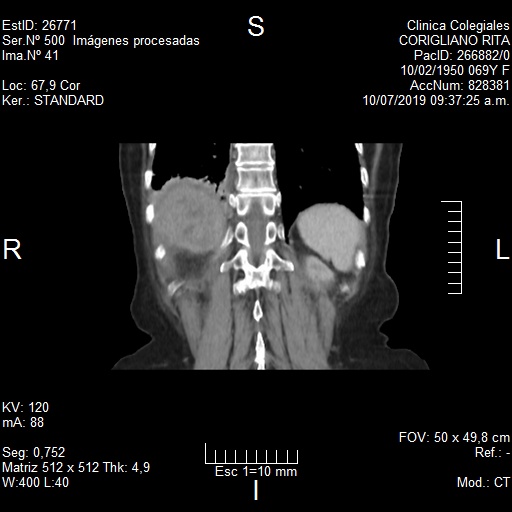 EstID: 26771
Ser.Nº 500 Imágenes procesadas
Ima.Nº 41
Loc: 67,9 Cor
Ker.: STANDARD
S
Clinica Colegiales
CORIGLIANO RITA
PacID: 266882/0
10/02/1950 069Y F
AccNum: 828381
10/07/2019 09:37:25 a.m.
R
L
KV: 120
mA: 88
Seg: 0,752
Matriz 512 x 512 Thk: 4,9
W:400 L:40
Esc 1=10 mm
I
FOV: 50 x 49,8 cm
Ref.: -
Mod.: CT